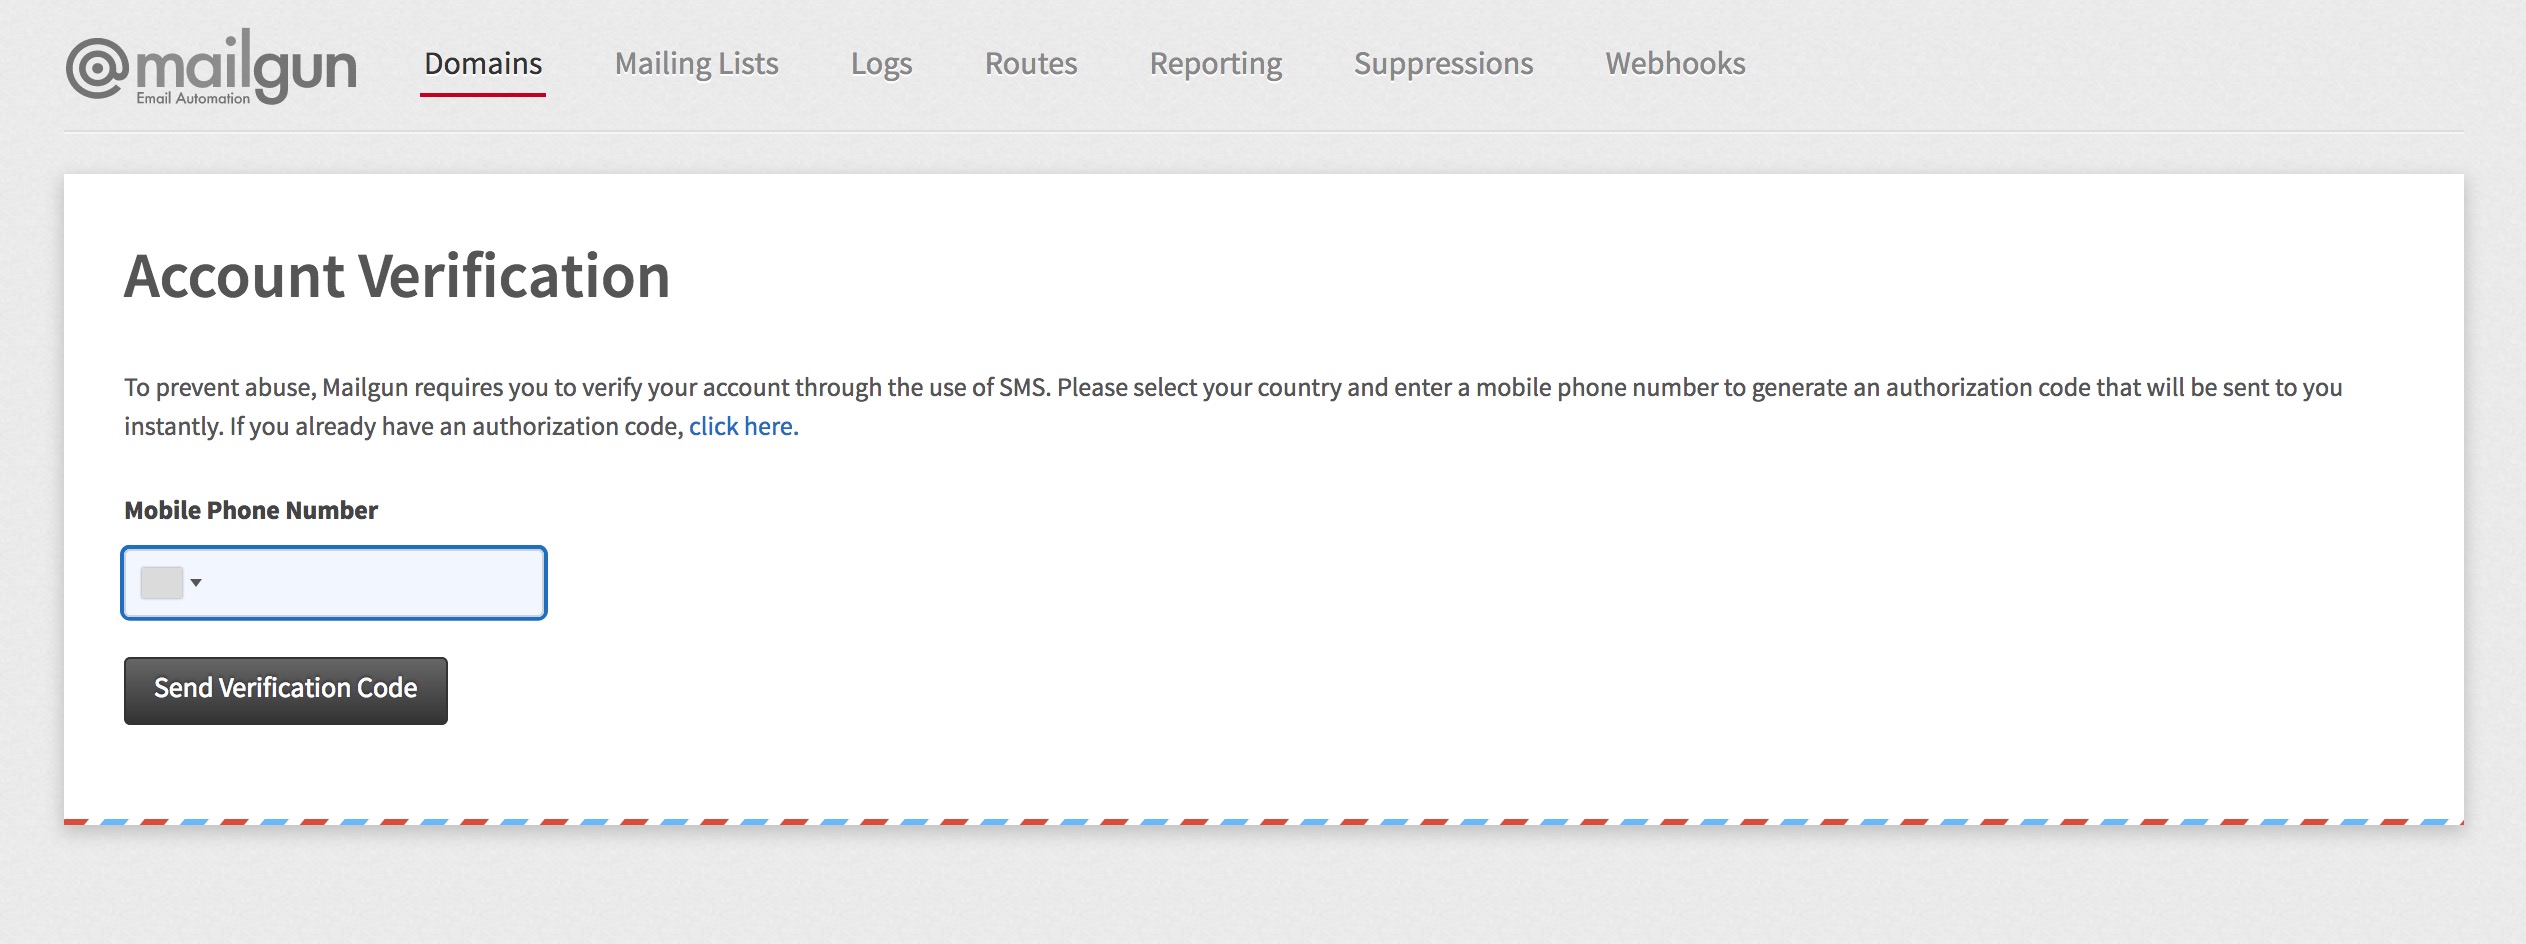 @mailgun
Email Automation
Domains
Mailing Lists
Logs
Routes
Reporting
Suppressions
Webhooks
Account Verification
To prevent abuse, Mailgun requires you to verify your account through the use of SMS. Please select your country and enter a mobile phone number to generate an authorization code that will be sent to you
instantly. If you already have an authorization code, click here.
Mobile Phone Number
Send Verification Code